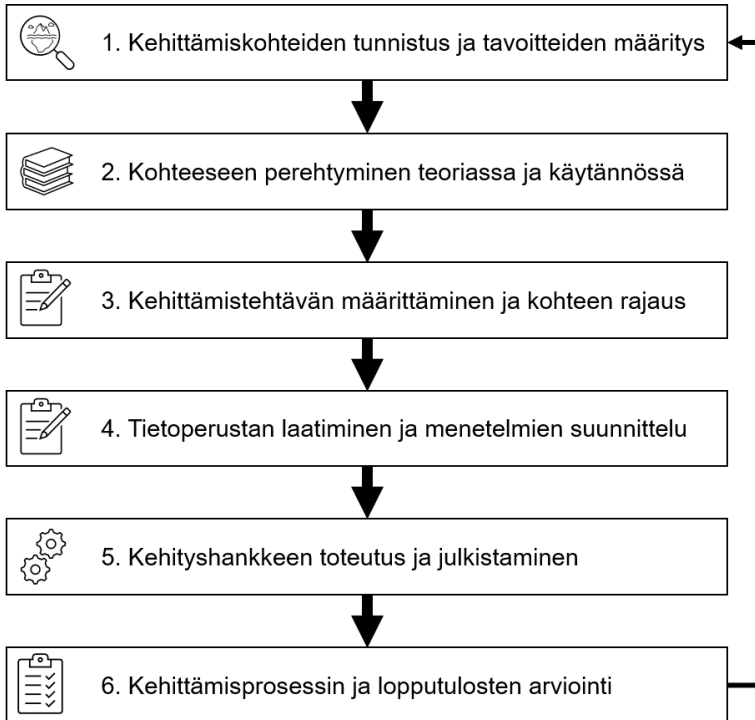 1. Kehittämiskohteiden tunnistus ja tavoitteiden määritys
2. Kohteeseen perehtyminen teoriassa ja käytännössä
3. Kehittämistehtävän määrittäminen ja kohteen rajaus
4. Tietoperustan laatiminen ja menetelmien suunnittelu
5. Kehityshankkeen toteutus ja julkistaminen
6. Kehittämisprosessin ja lopputulosten arviointi